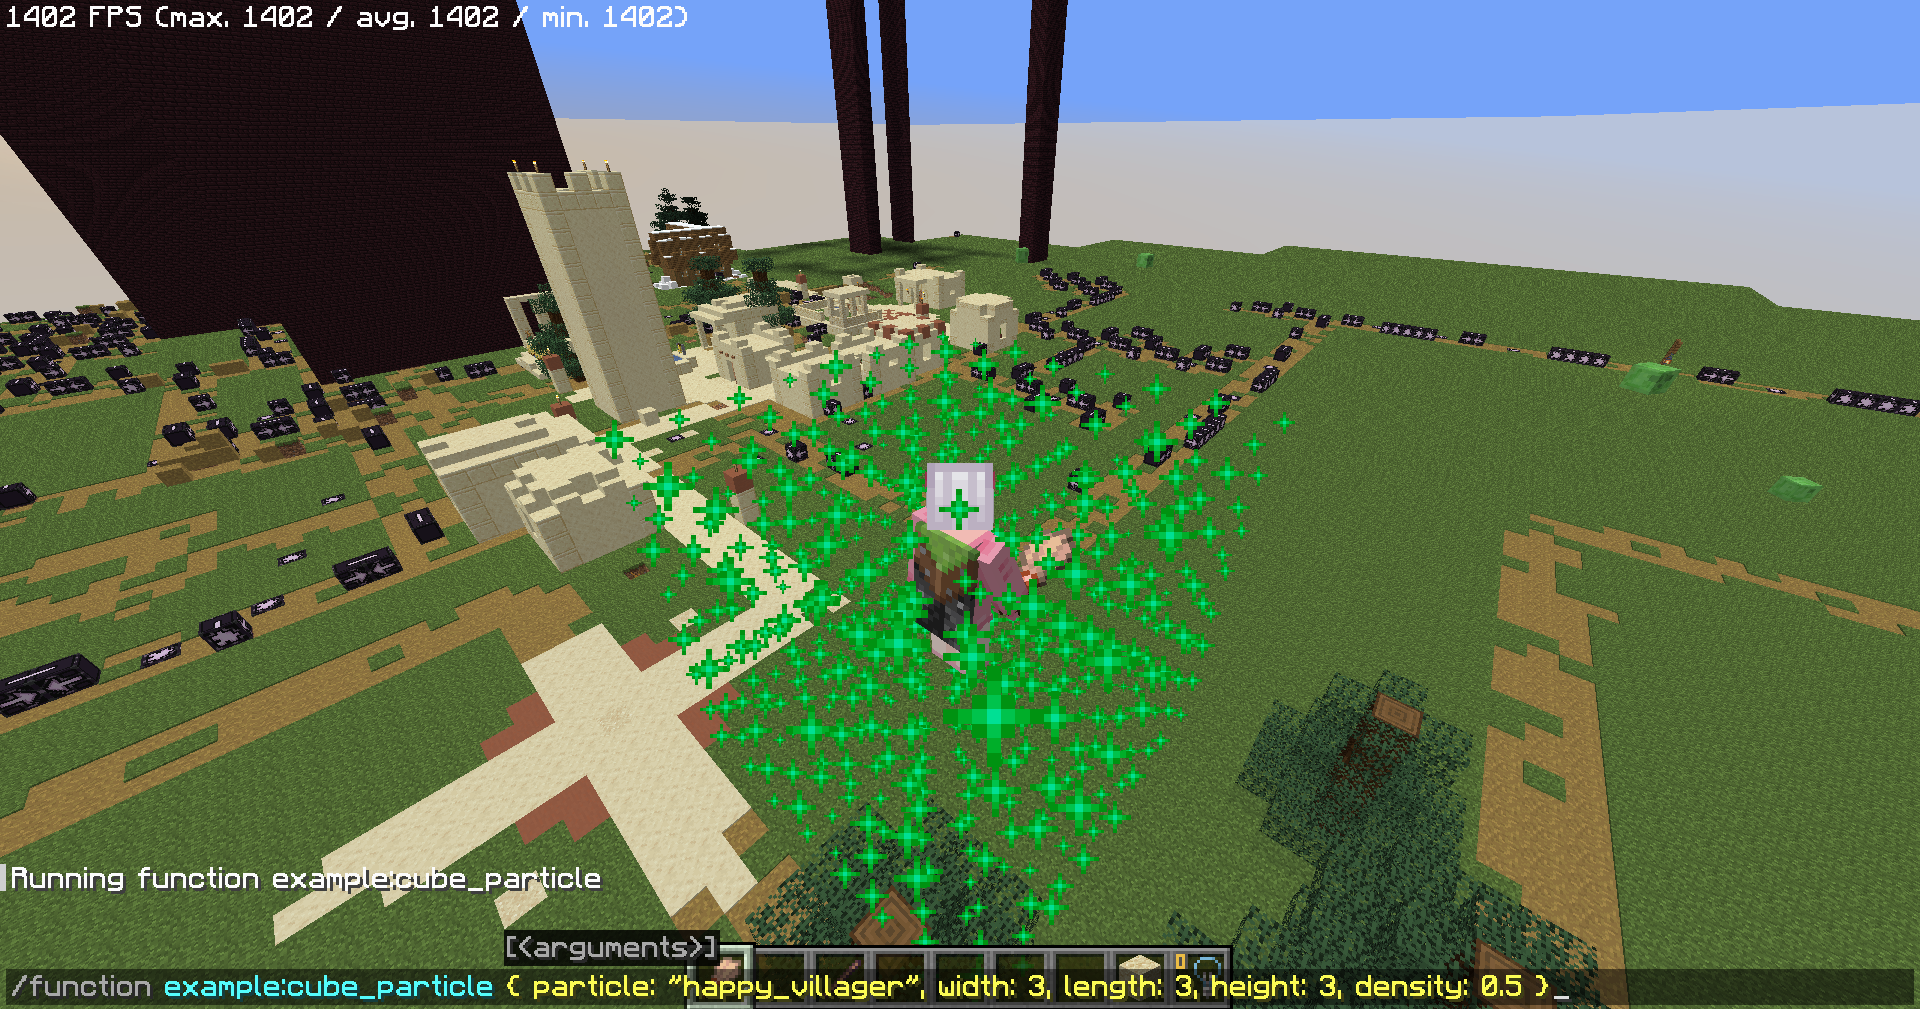 1402 FPS (max. 1402 / avg. 1402 / min. 1402)
Running function example:cube_particle
[<arguments>]
/function example:cube_particle { particle: "happy_villager", width: 3, length: 3, height: 3, density: 0.5 }_